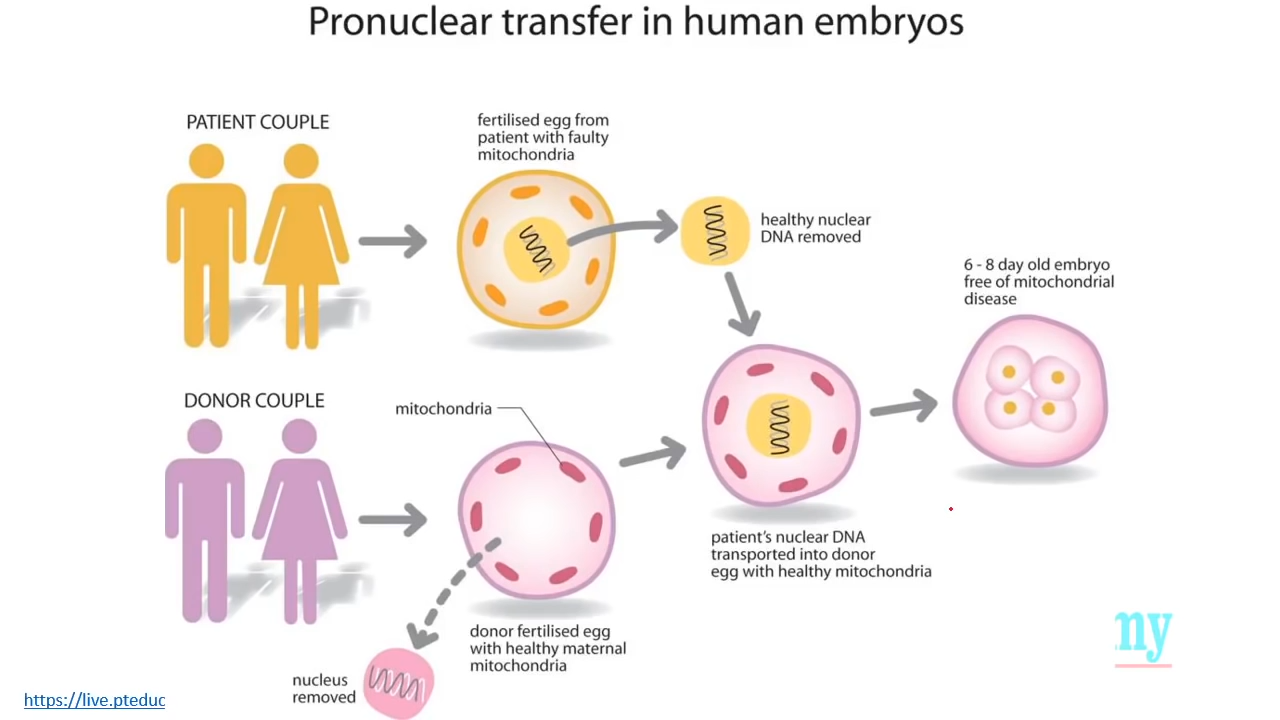 Pronuclear transfer in human embryos
PATIENT COUPLE
fertilised egg from
patient with faulty
mitochondria
healthy nuclear
DNA removed
6 - 8 day old embryo
free of mitochondrial
disease
DONOR COUPLE
mitochondria
patient's nuclear DNA
transported into donor
egg with healthy mitochondria
donor fertilised egg
with healthy maternal
mitochondria
nucleus
removed
ny
https://live.pteduc